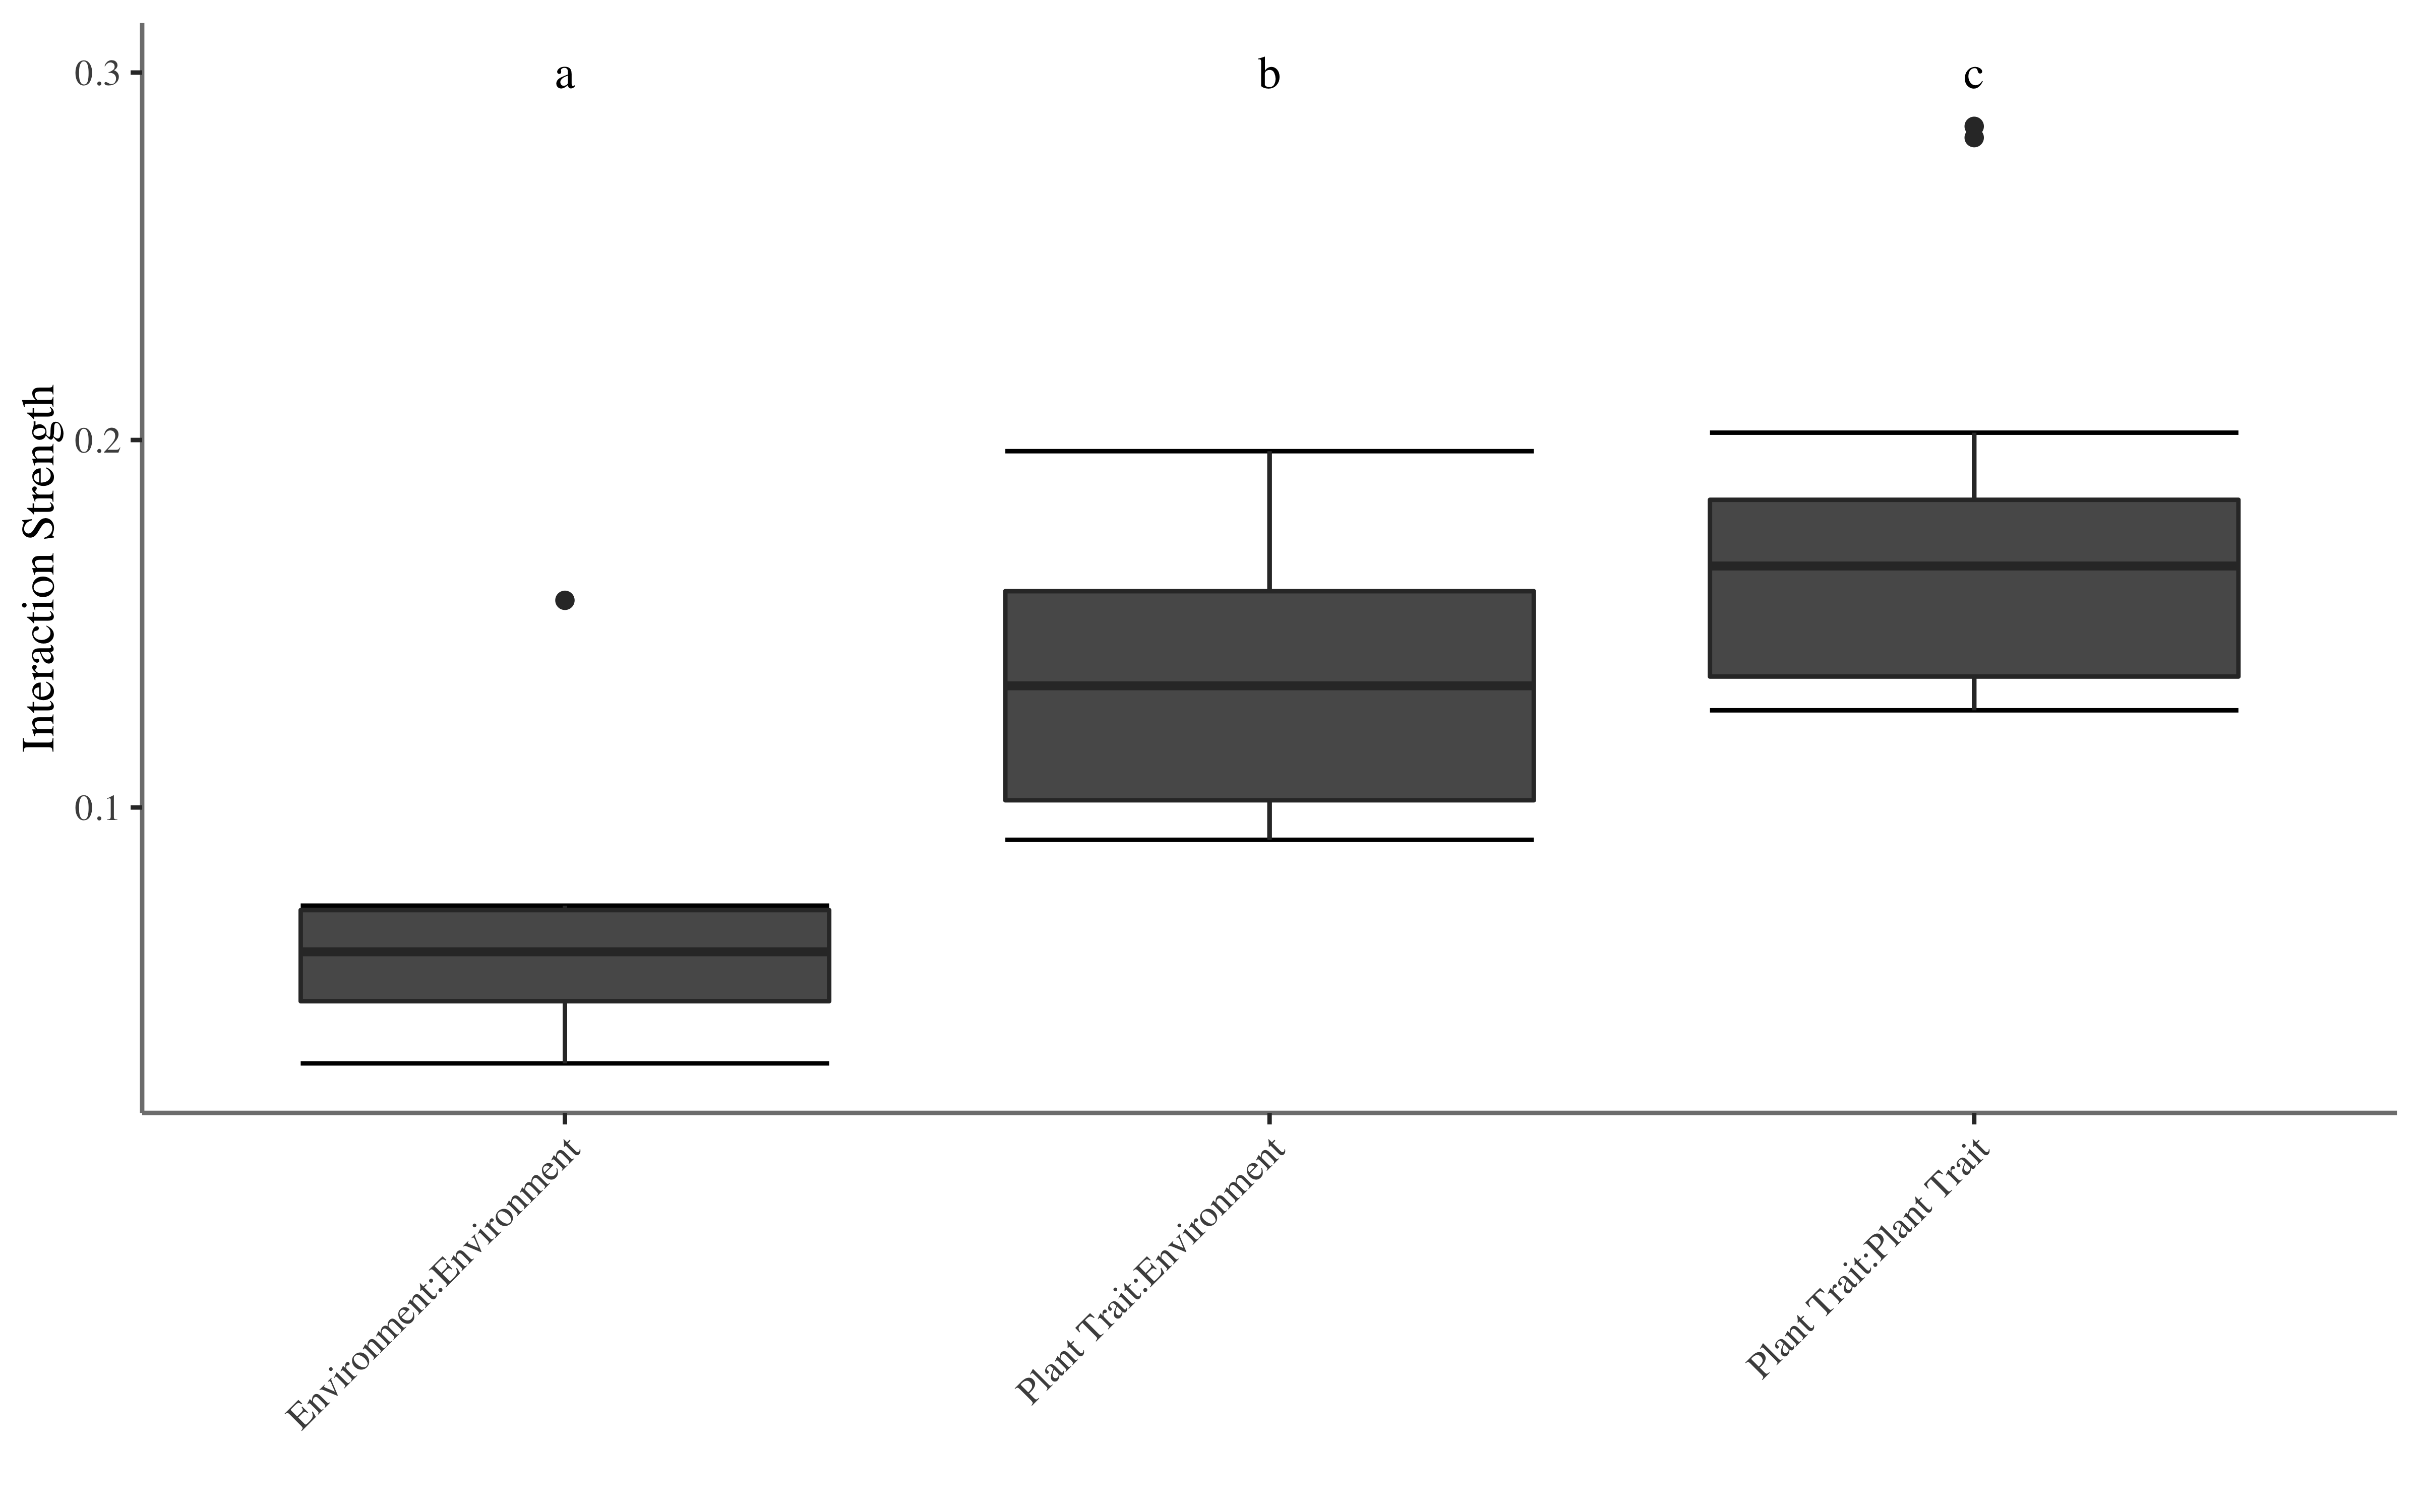 a
b
c
0.3
0.2
0.1
Interaction Strength
Environment:Environment
Plant Trait:Environment
Plant Trait:Plant Trait